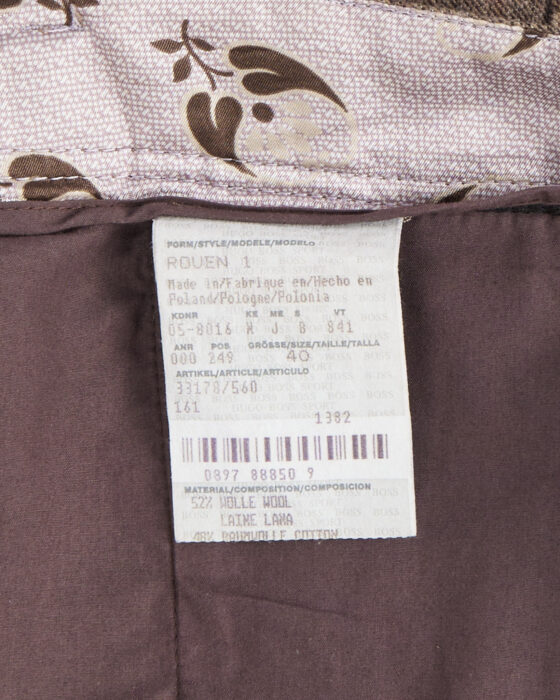 FORM/STYLE/MODELE/MODELO
ROUEN 1
Made in/Fabrique en/Hecho en
Poland/Pologne/Polonia
KDNR KE ME S VT
05-8016 M J B 841
ANR POS GRÖSSE/SIZE/TAILLE/TALLA
000 249 40
ARTIKEL/ARTICLE/ARTICULO
33178/560
161
1382
0897 88850 9
MATERIAL/COMPOSITION/COMPOSICION
52% WOLLE WOOL
LAINE LANA
48% BAUMWOLLE COTTON